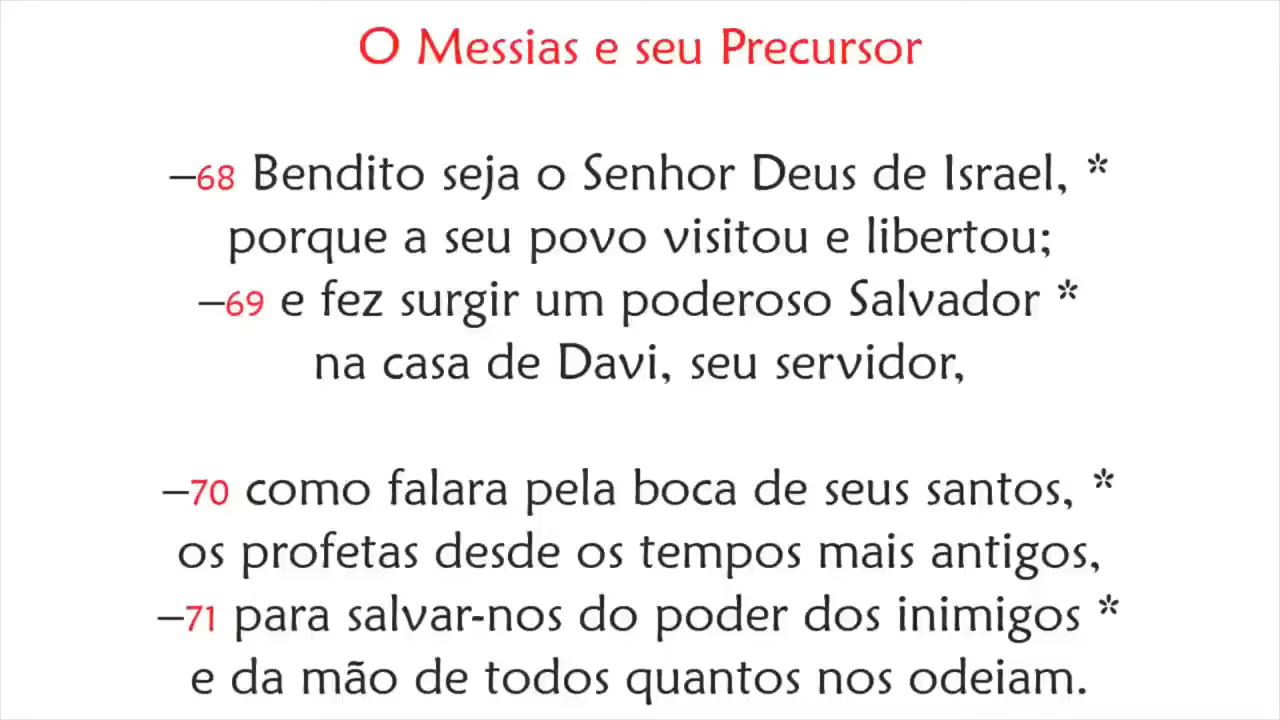 O Messias e seu Precursor
–68 Bendito seja o Senhor Deus de Israel, *
porque a seu povo visitou e libertou;
–69 e fez surgir um poderoso Salvador *
na casa de Davi, seu servidor,
–70 como falara pela boca de seus santos, *
os profetas desde os tempos mais antigos,
–71 para salvar-nos do poder dos inimigos *
e da mão de todos quantos nos odeiam.